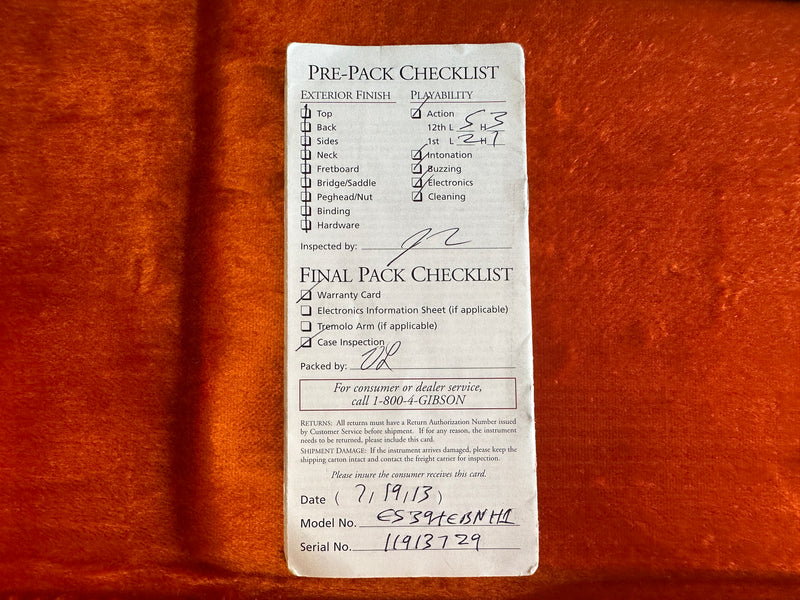 PRE-PACK CHECKLIST
EXTERIOR FINISH
Top
Back
Sides
Neck
Fretboard
Bridge/Saddle
Peghead/Nut
Binding
Hardware
PLAYABILITY
Action
12th L 5 H 3
1st L 2 H 1
Intonation
Buzzing
Electronics
Cleaning
Inspected by:
FINAL PACK CHECKLIST
Warranty Card
Electronics Information Sheet (if applicable)
Tremolo Arm (if applicable)
Case Inspection
Packed by: VL
For consumer or dealer service,
call 1-800-4-GIBSON
RETURNS: All returns must have a Return Authorization Number issued
by Customer Service before shipment. If for any reason, the instrument
needs to be returned, please include this card.
SHIPMENT DAMAGE: If the instrument arrives damaged, please keep the
shipping carton intact and contact the freight carrier for inspection.
Please insure the consumer receives this card.
Date ( 7/19/13 )
Model No. ES39TEBNH1
Serial No. 11913729